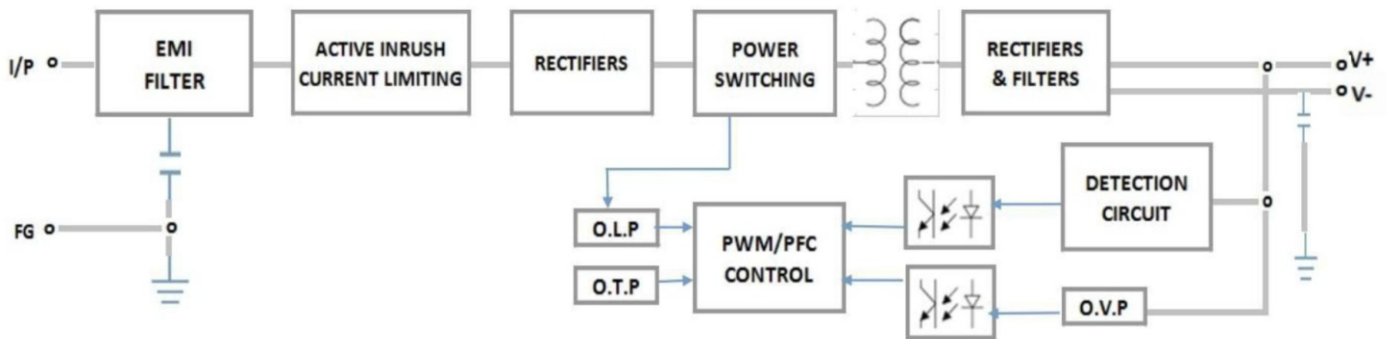 I/P
EMI
FILTER
ACTIVE INRUSH
CURRENT LIMITING
RECTIFIERS
POWER
SWITCHING
RECTIFIERS
& FILTERS
V+
V-
FG
O.L.P
O.T.P
PWM/PFC
CONTROL
DETECTION
CIRCUIT
O.V.P